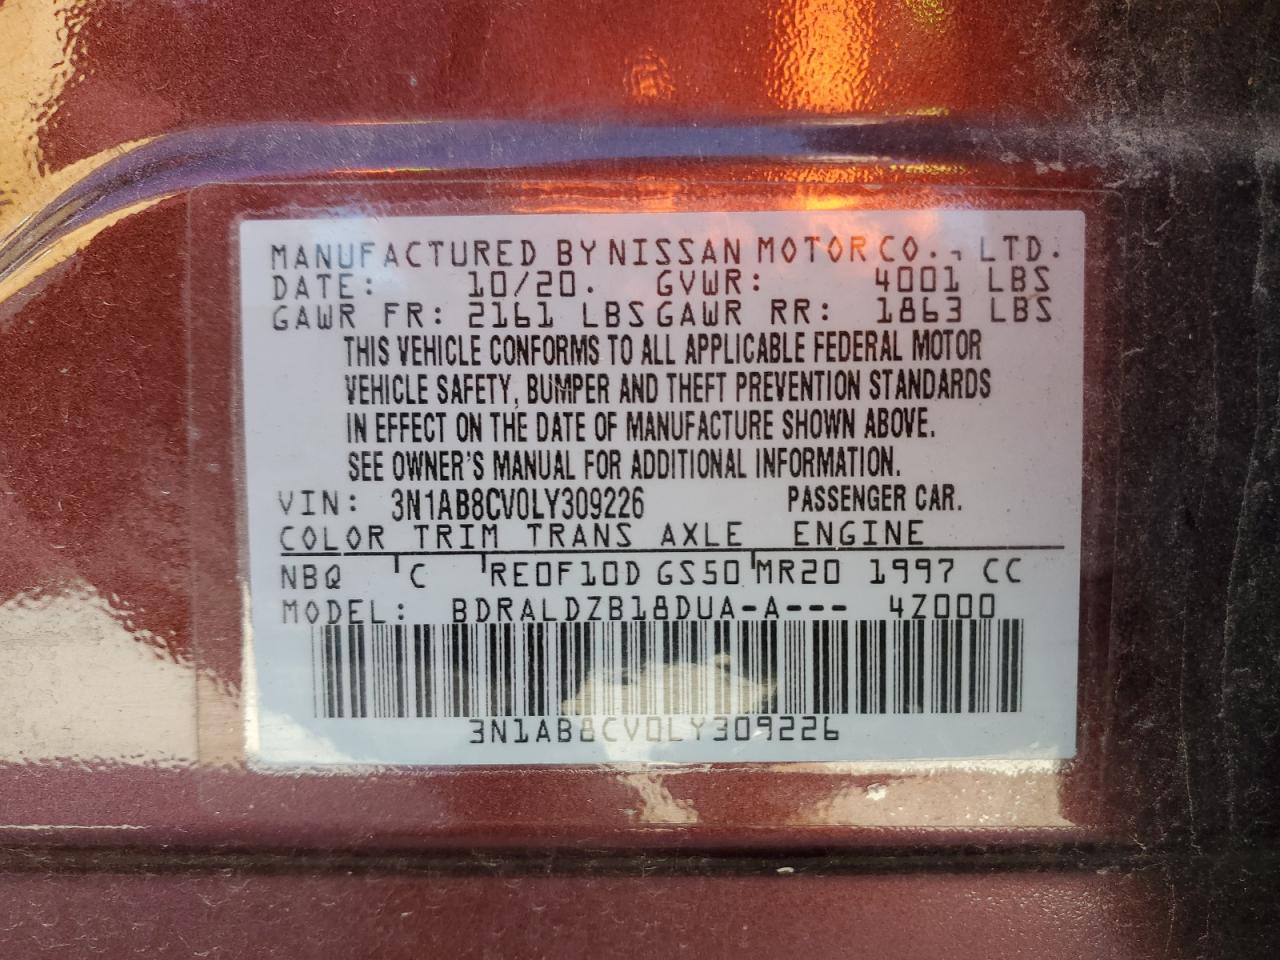 MANUFACTURED BY NISSAN MOTOR CO., LTD.
DATE: 10/20. GVWR: 4001 LBS
GAWR FR: 2161 LBS GAWR RR: 1863 LBS
THIS VEHICLE CONFORMS TO ALL APPLICABLE FEDERAL MOTOR
VEHICLE SAFETY, BUMPER AND THEFT PREVENTION STANDARDS
IN EFFECT ON THE DATE OF MANUFACTURE SHOWN ABOVE.
SEE OWNER'S MANUAL FOR ADDITIONAL INFORMATION.
VIN: 3N1AB8CV0LY309226 PASSENGER CAR.
COLOR TRIM TRANS AXLE ENGINE
NBQ C RE0F10D GS50 MR20 1997 CC
MODEL: BDRALDZB18DUA-A--- 4Z000
3N1AB8CV0LY309226